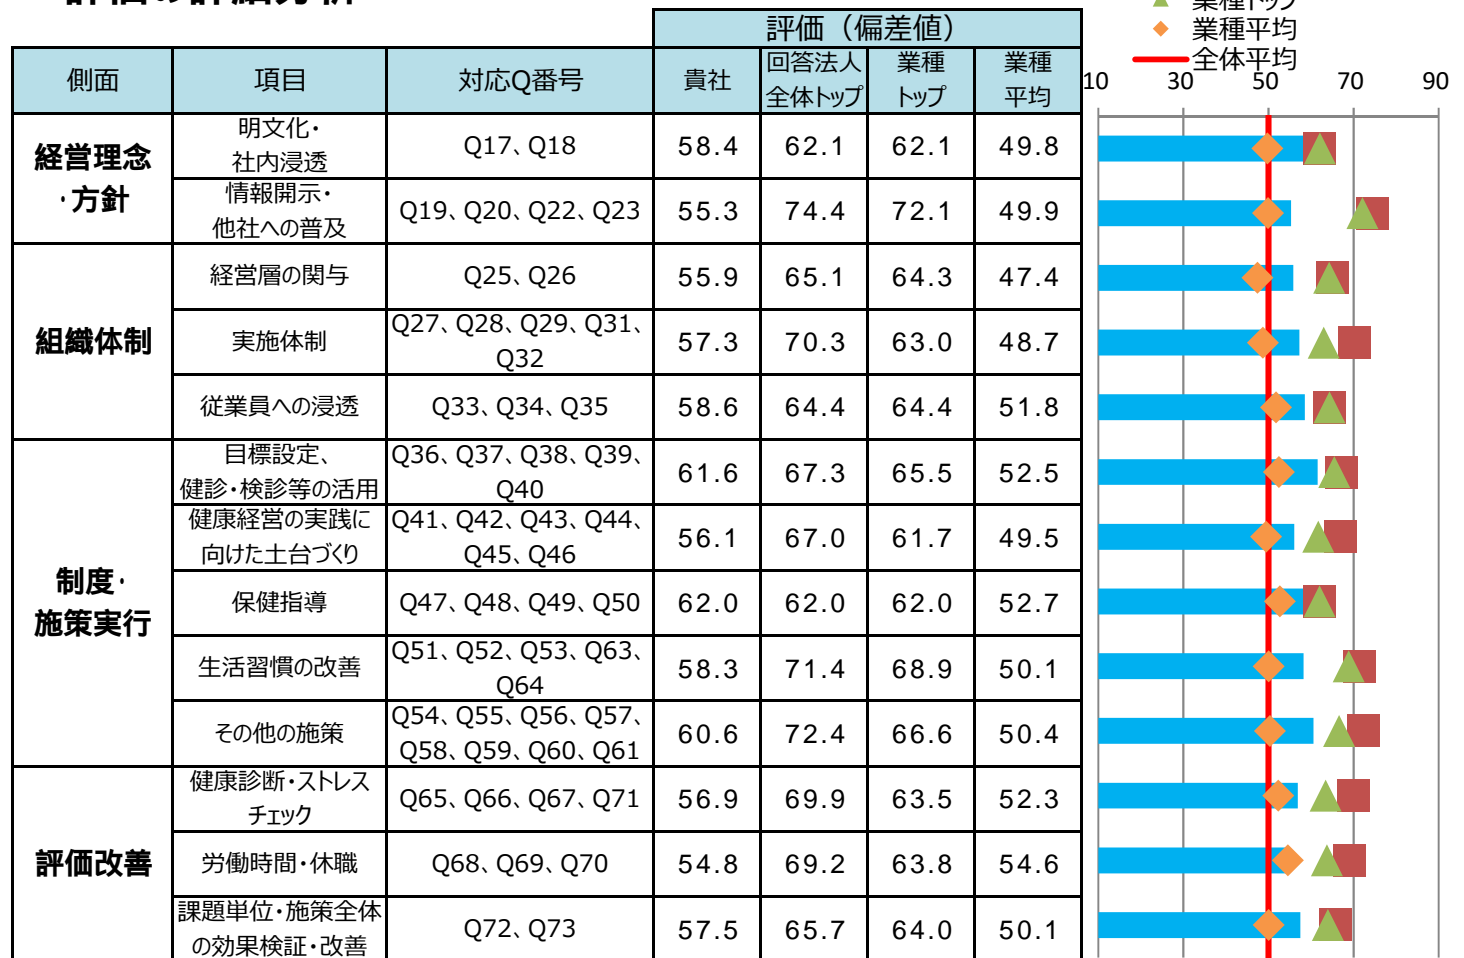 評価の詳細分析
業種トップ
業種平均
全体平均
評価（偏差値）
側面 項目 対応Q番号 貴社 回答法人全体トップ 業種トップ 業種平均
10 30 50 70 90
経営理念・方針
明文化・社内浸透 Q17、Q18 58.4 62.1 62.1 49.8
情報開示・他社への普及 Q19、Q20、Q22、Q23 55.3 74.4 72.1 49.9
組織体制
経営層の関与 Q25、Q26 55.9 65.1 64.3 47.4
実施体制 Q27、Q28、Q29、Q31、Q32 57.3 70.3 63.0 48.7
従業員への浸透 Q33、Q34、Q35 58.6 64.4 64.4 51.8
制度・施策実行
目標設定、健診・検診等の活用 Q36、Q37、Q38、Q39、Q40 61.6 67.3 65.5 52.5
健康経営の実践に向けた土台づくり Q41、Q42、Q43、Q44、Q45、Q46 56.1 67.0 61.7 49.5
保健指導 Q47、Q48、Q49、Q50 62.0 62.0 62.0 52.7
生活習慣の改善 Q51、Q52、Q53、Q63、Q64 58.3 71.4 68.9 50.1
その他の施策 Q54、Q55、Q56、Q57、Q58、Q59、Q60、Q61 60.6 72.4 66.6 50.4
評価改善
健康診断・ストレスチェック Q65、Q66、Q67、Q71 56.9 69.9 63.5 52.3
労働時間・休職 Q68、Q69、Q70 54.8 69.2 63.8 54.6
課題単位・施策全体の効果検証・改善 Q72、Q73 57.5 65.7 64.0 50.1